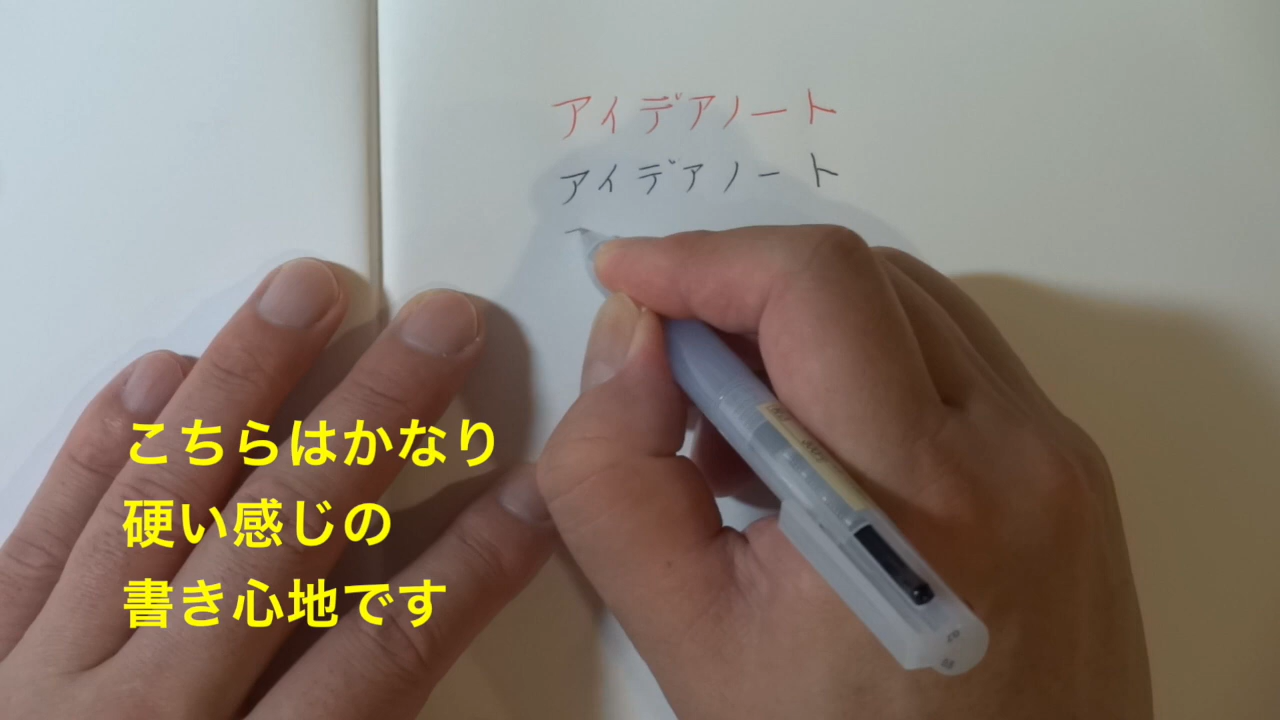 アイデアノート
アイデアノート
こちらはかなり
硬い感じの
書き心地です